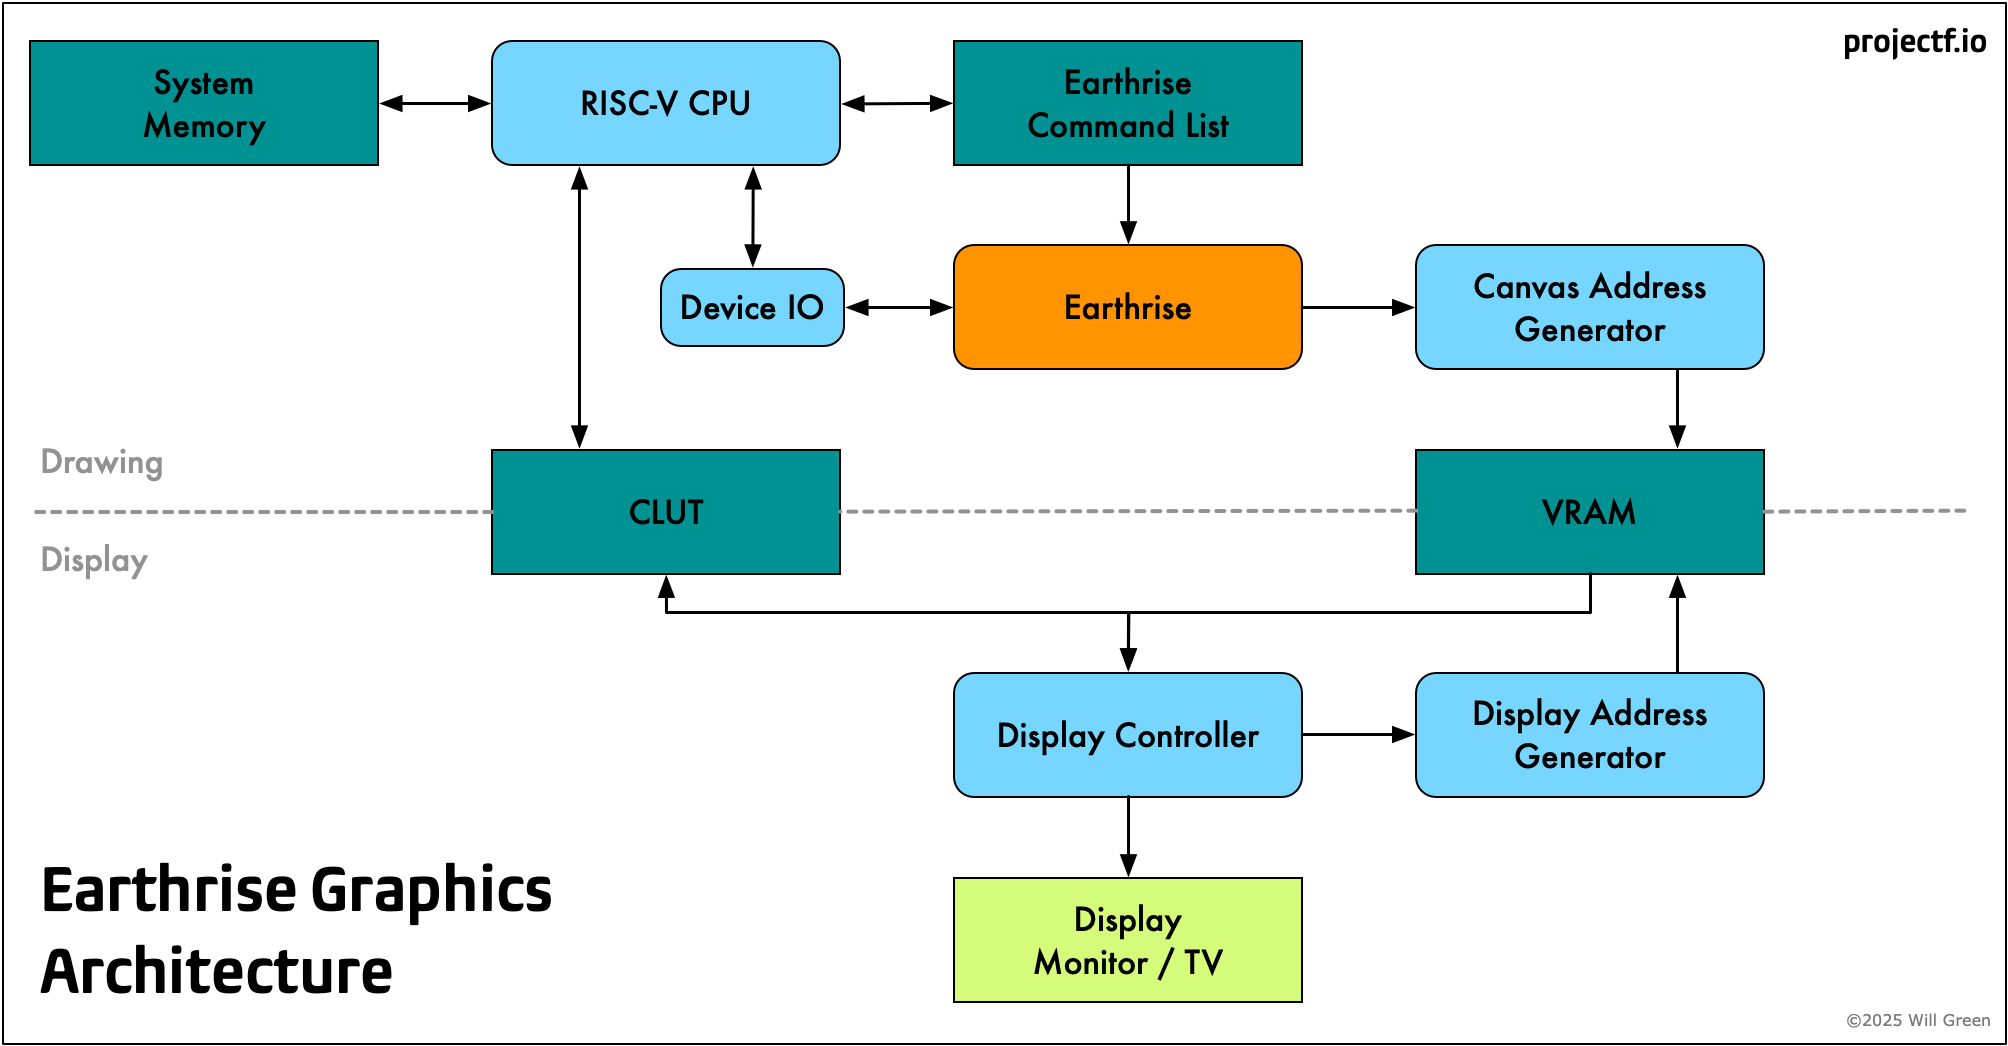 projectf.io
System
Memory
RISC-V CPU
Earthrise
Command List
Device IO
Earthrise
Canvas Address
Generator
Drawing
CLUT
VRAM
Display
Display Controller
Display Address
Generator
Earthrise Graphics
Architecture
Display
Monitor / TV
©2025 Will Green